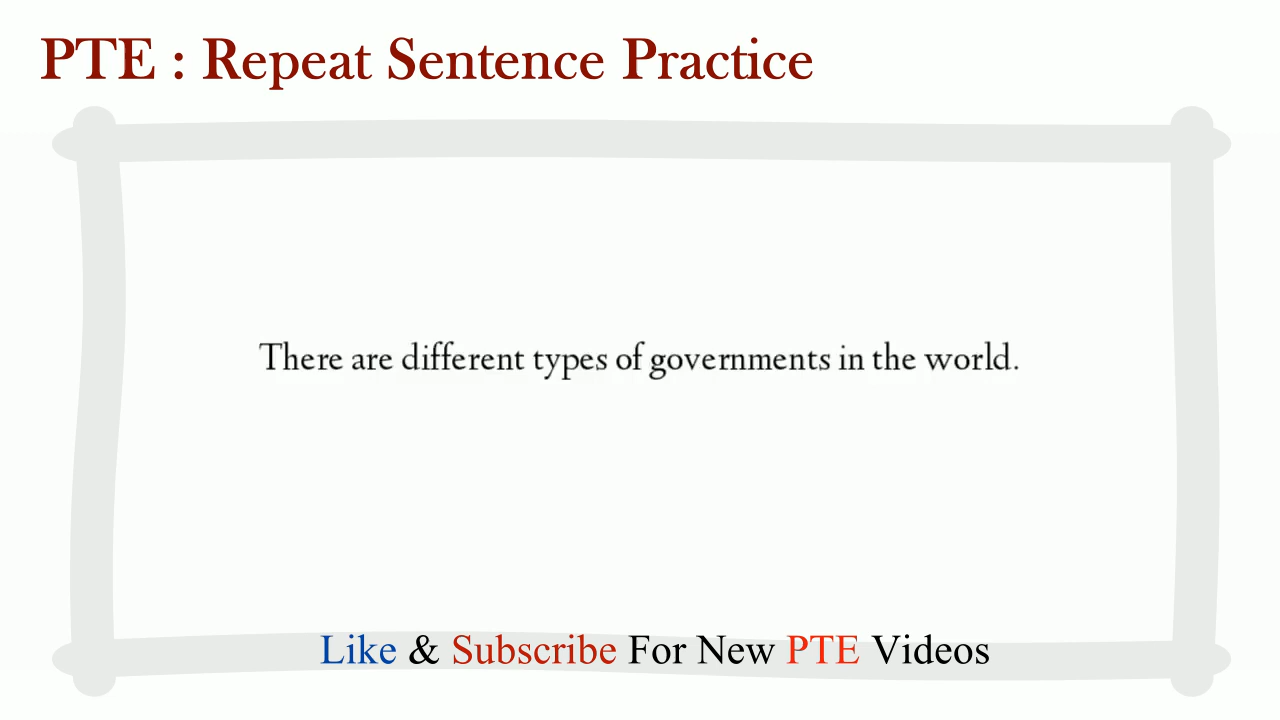 PTE : Repeat Sentence Practice
There are different types of governments in the world.
Like & Subscribe For New PTE Videos